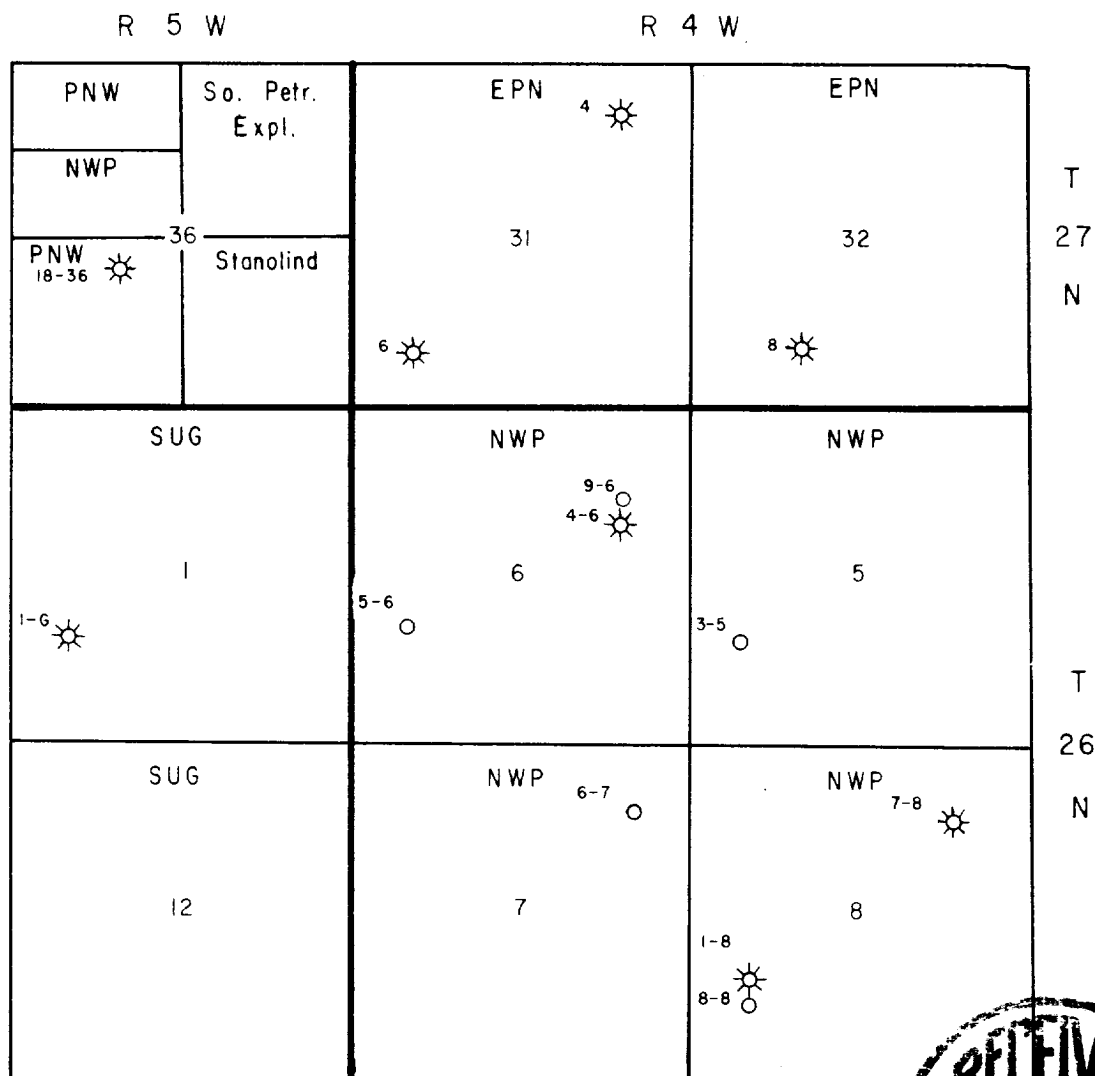 R 5 W
R 4 W
PNW
So. Petr.
Expl.
EPN
4
EPN
NWP
T
36
31
32
27
PNW
18-36
Stanolind
N
6
8
SUG
NWP
NWP
9-6
4-6
1
6
5
5-6
3-5
1-G
T
SUG
NWP
NWP
26
6-7
7-8
N
12
7
8
1-8
8-8